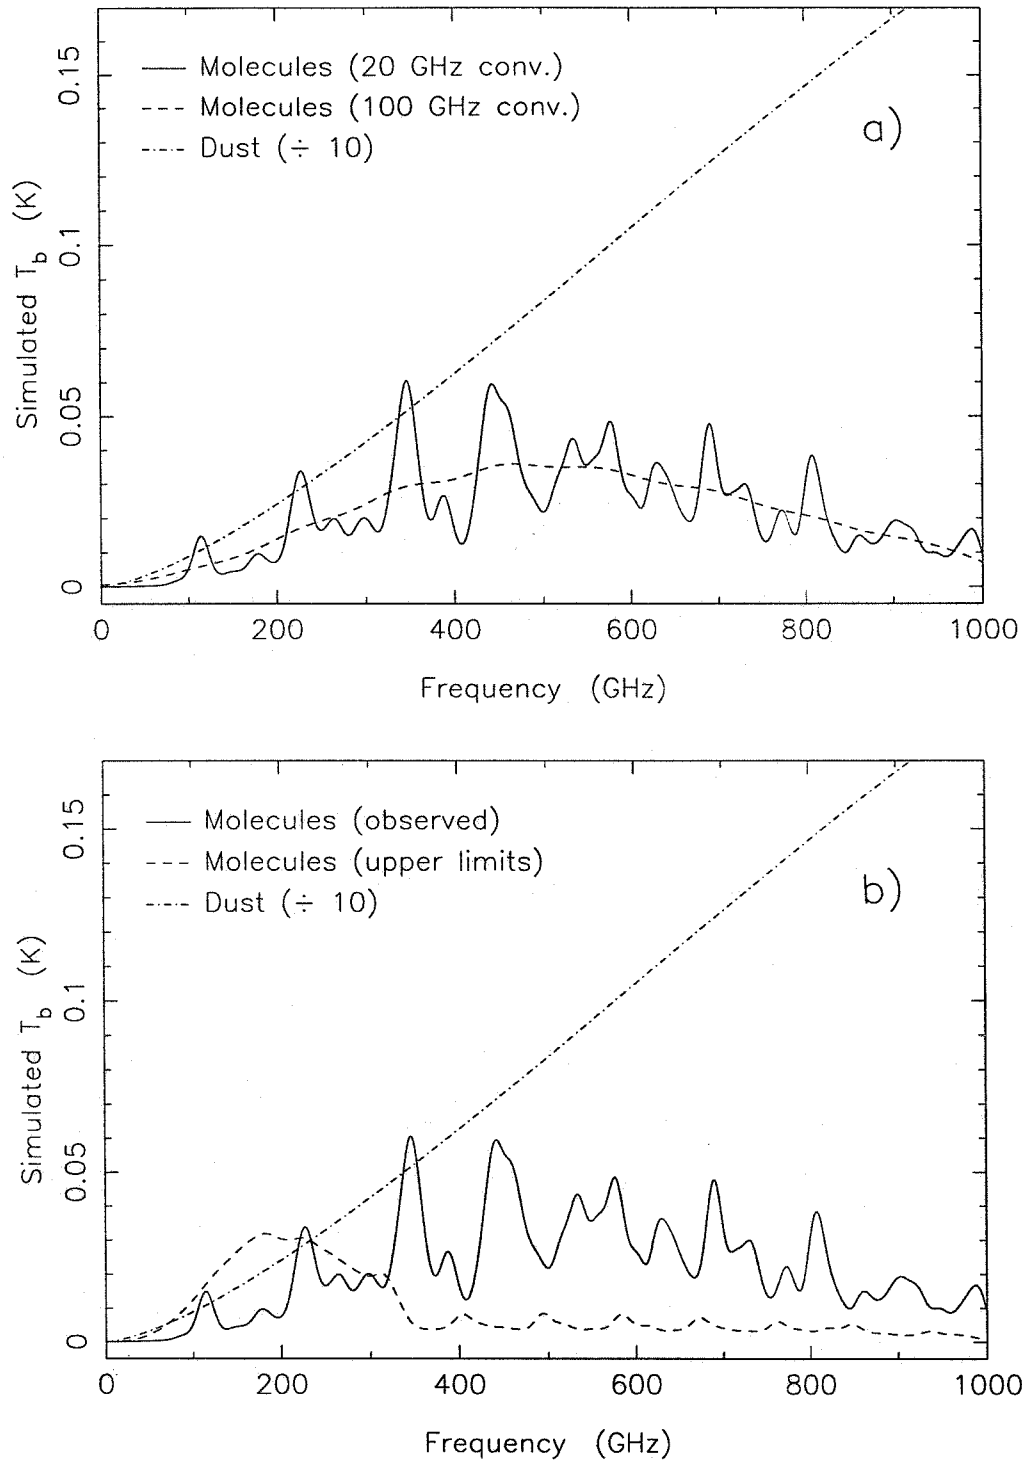 Molecules (20 GHz conv.)
Molecules (100 GHz conv.)
Dust (÷ 10)
a)
Simulated T_b (K)
0.15
0.1
0.05
0
0 200 400 600 800 1000
Frequency (GHz)
Molecules (observed)
Molecules (upper limits)
Dust (÷ 10)
b)
Simulated T_b (K)
0.15
0.1
0.05
0
0 200 400 600 800 1000
Frequency (GHz)